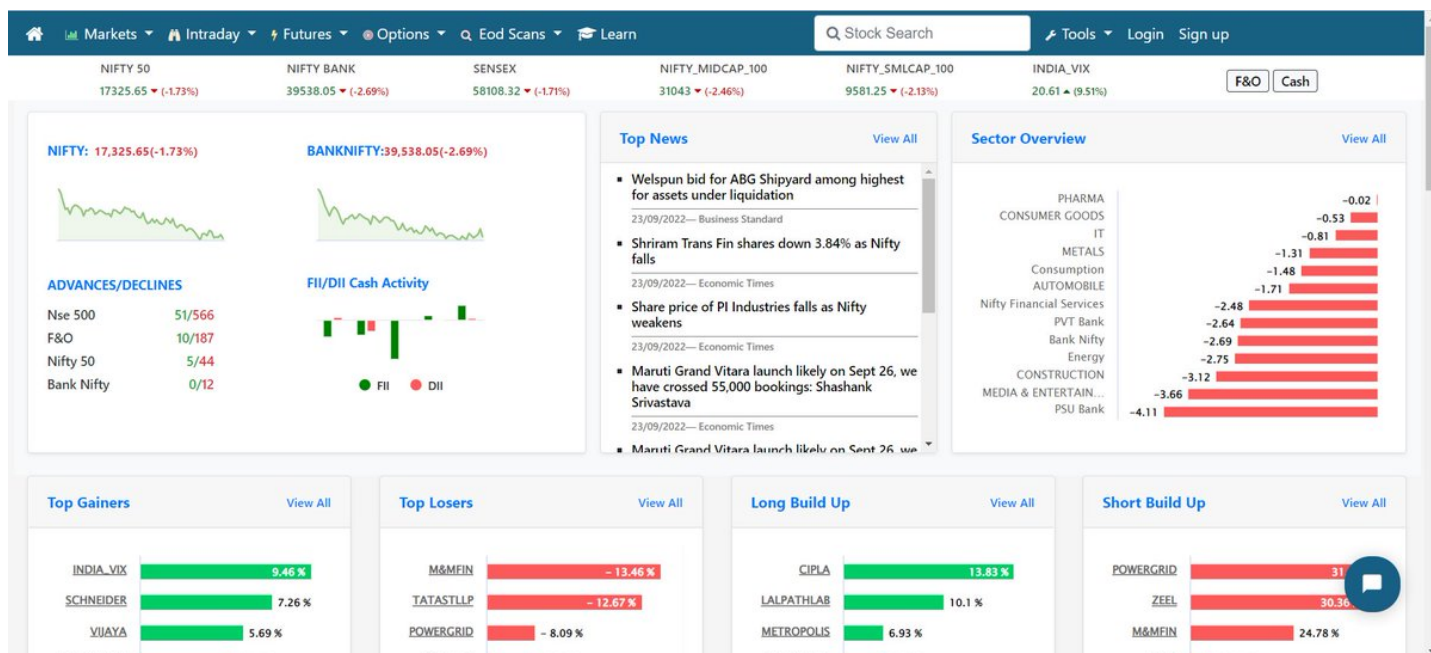 Markets Intraday Futures Options Eod Scans Learn Stock Search Tools Login Sign up
NIFTY 50 NIFTY BANK SENSEX NIFTY_MIDCAP_100 NIFTY_SMLCAP_100 INDIA_VIX
17325.65 ▼ (-1.73%) 39538.05 ▼ (-2.69%) 58108.32 ▼ (-1.71%) 31043 ▼ (-2.46%) 9581.25 ▼ (-2.13%) 20.61 ▲ (9.51%) F&O Cash
NIFTY: 17,325.65(-1.73%) BANKNIFTY:39,538.05(-2.69%)
ADVANCES/DECLINES
Nse 500 51/566
F&O 10/187
Nifty 50 5/44
Bank Nifty 0/12
FII/DII Cash Activity
FII DII
Top News View All
▪ Welspun bid for ABG Shipyard among highest
for assets under liquidation
23/09/2022— Business Standard
▪ Shriram Trans Fin shares down 3.84% as Nifty
falls
23/09/2022— Economic Times
▪ Share price of PI Industries falls as Nifty
weakens
23/09/2022— Economic Times
▪ Maruti Grand Vitara launch likely on Sept 26, we
have crossed 55,000 bookings: Shashank
Srivastava
23/09/2022— Economic Times
▪ Maruti Grand Vitara launch likely on Sept 26, we
Sector Overview View All
PHARMA -0.02
CONSUMER GOODS -0.53
IT -0.81
METALS -1.31
Consumption -1.48
AUTOMOBILE -1.71
Nifty Financial Services -2.48
PVT Bank -2.64
Bank Nifty -2.69
Energy -2.75
CONSTRUCTION -3.12
MEDIA & ENTERTAIN... -3.66
PSU Bank -4.11
Top Gainers View All
INDIA_VIX 9.46 %
SCHNEIDER 7.26 %
VIJAYA 5.69 %
Top Losers View All
M&MFIN - 13.46 %
TATASTLLP - 12.67 %
POWERGRID - 8.09 %
Long Build Up View All
CIPLA 13.83 %
LALPATHLAB 10.1 %
METROPOLIS 6.93 %
Short Build Up View All
POWERGRID 31
ZEEL 30.36
M&MFIN 24.78 %